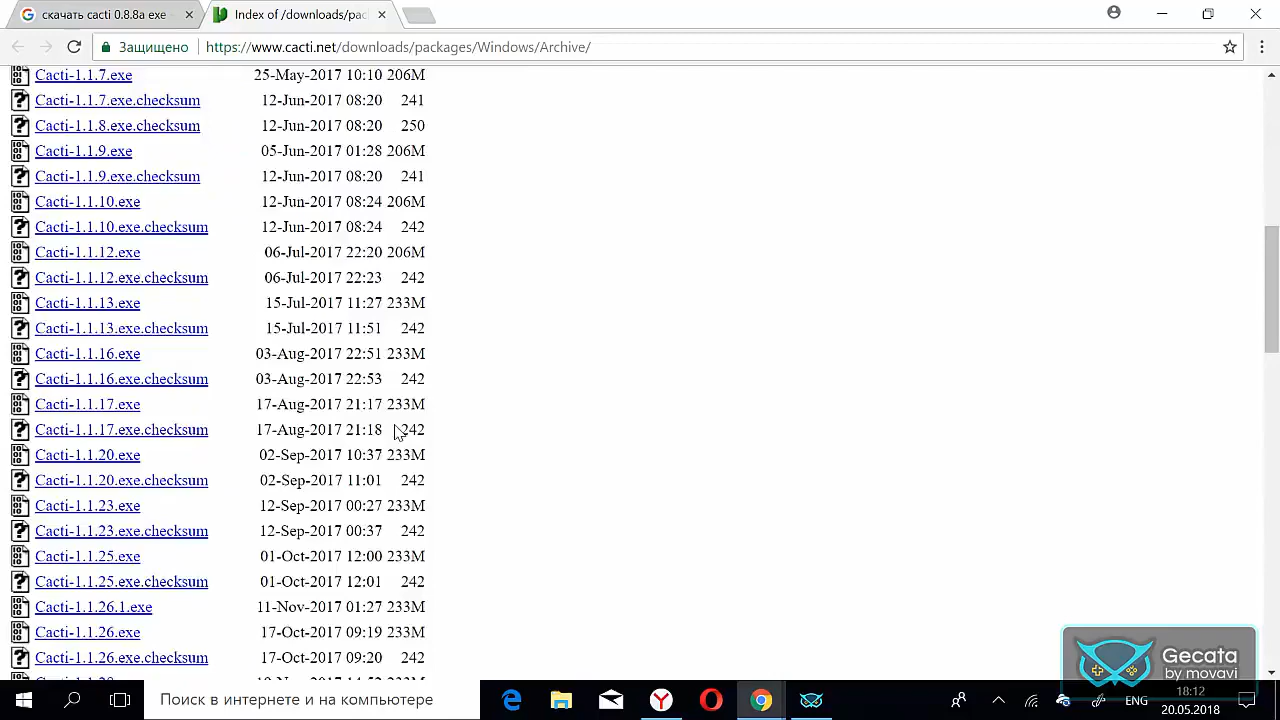 скачать cacti 0.8.8a exe
Index of /downloads/pac
Защищено
https://www.cacti.net/downloads/packages/Windows/Archive/
Cacti-1.1.7.exe 25-May-2017 10:10 206M
Cacti-1.1.7.exe.checksum 12-Jun-2017 08:20 241
Cacti-1.1.8.exe.checksum 12-Jun-2017 08:20 250
Cacti-1.1.9.exe 05-Jun-2017 01:28 206M
Cacti-1.1.9.exe.checksum 12-Jun-2017 08:20 241
Cacti-1.1.10.exe 12-Jun-2017 08:24 206M
Cacti-1.1.10.exe.checksum 12-Jun-2017 08:24 242
Cacti-1.1.12.exe 06-Jul-2017 22:20 206M
Cacti-1.1.12.exe.checksum 06-Jul-2017 22:23 242
Cacti-1.1.13.exe 15-Jul-2017 11:27 233M
Cacti-1.1.13.exe.checksum 15-Jul-2017 11:51 242
Cacti-1.1.16.exe 03-Aug-2017 22:51 233M
Cacti-1.1.16.exe.checksum 03-Aug-2017 22:53 242
Cacti-1.1.17.exe 17-Aug-2017 21:17 233M
Cacti-1.1.17.exe.checksum 17-Aug-2017 21:18 242
Cacti-1.1.20.exe 02-Sep-2017 10:37 233M
Cacti-1.1.20.exe.checksum 02-Sep-2017 11:01 242
Cacti-1.1.23.exe 12-Sep-2017 00:27 233M
Cacti-1.1.23.exe.checksum 12-Sep-2017 00:37 242
Cacti-1.1.25.exe 01-Oct-2017 12:00 233M
Cacti-1.1.25.exe.checksum 01-Oct-2017 12:01 242
Cacti-1.1.26.1.exe 11-Nov-2017 01:27 233M
Cacti-1.1.26.exe 17-Oct-2017 09:19 233M
Cacti-1.1.26.exe.checksum 17-Oct-2017 09:20 242
Gecata
by movavi
Поиск в интернете и на компьютере
ENG
18:12
20.05.2018